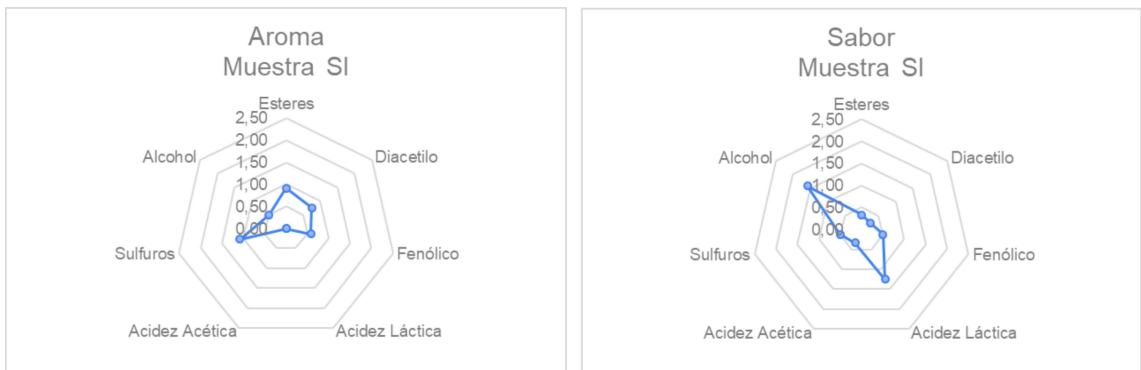 Aroma
Muestra SI
Esteres
2,50
2,00
1,50
1,00
0,50
0,00
Diacetilo
Fenólico
Acidez Láctica
Acidez Acética
Sulfuros
Alcohol
Sabor
Muestra SI
Esteres
2,50
2,00
1,50
1,00
0,50
0,00
Diacetilo
Fenólico
Acidez Láctica
Acidez Acética
Sulfuros
Alcohol